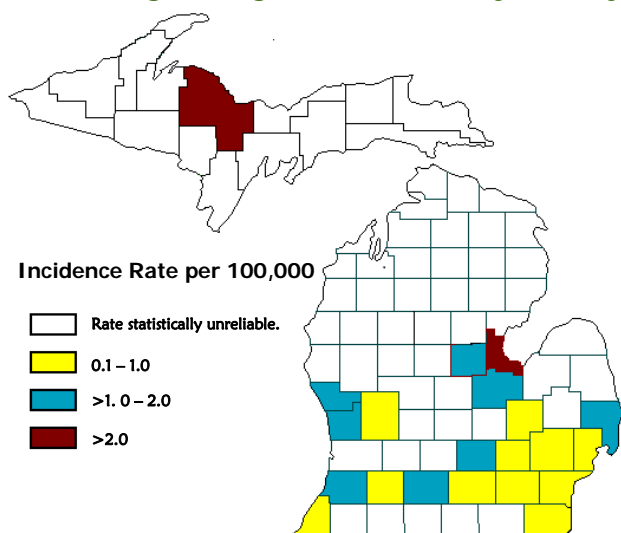 Incidence Rate per 100,000
Rate statistically unreliable.
0.1 – 1.0
>1. 0 – 2.0
>2.0